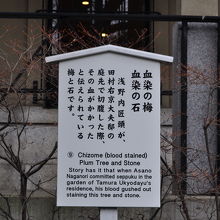 血染の梅
血染の石
浅野内匠頭が、
田村右京大夫邸の
庭先で切腹した際、
その血がかかった
と伝えられている
梅と石です。
⑨ Chizome (blood stained)
Plum Tree and Stone
Story has it that when Asano
Naganori committed seppuku in the
garden of Tamura Ukyodayu's
residence, his blood gushed out
staining this tree and stone.